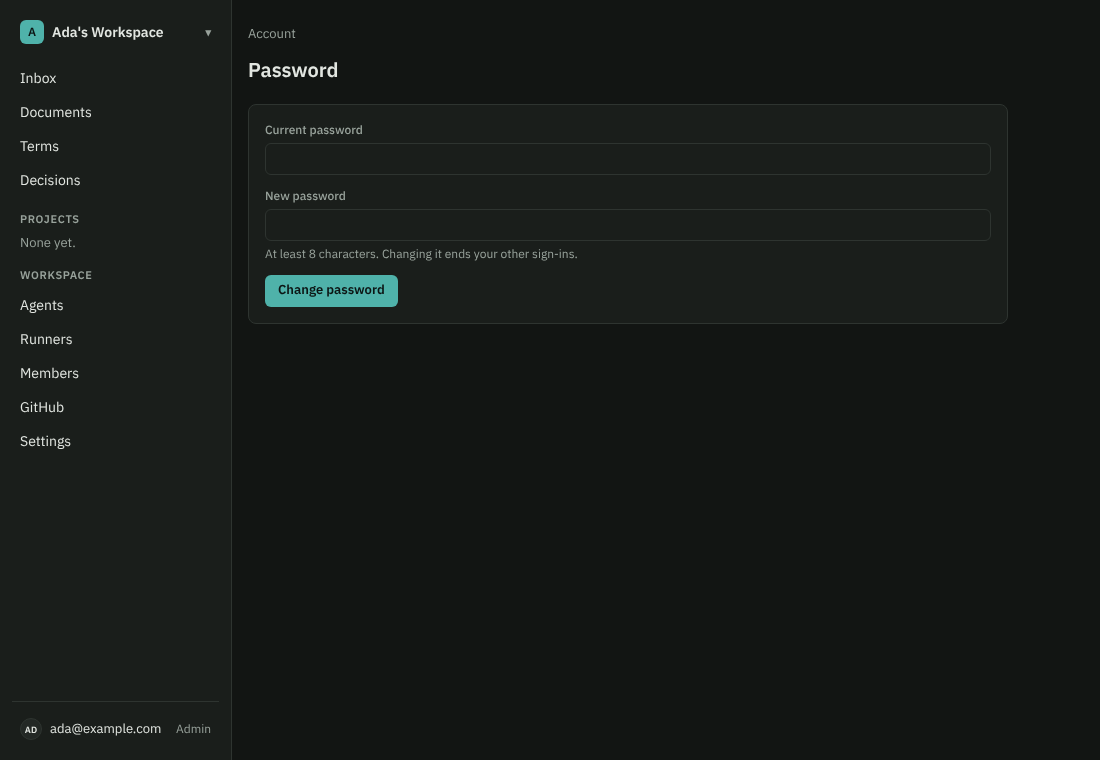 A Ada's Workspace ▾
Inbox
Documents
Terms
Decisions
PROJECTS
None yet.
WORKSPACE
Agents
Runners
Members
GitHub
Settings
AD ada@example.com Admin
Account
Password
Current password
New password
At least 8 characters. Changing it ends your other sign-ins.
Change password